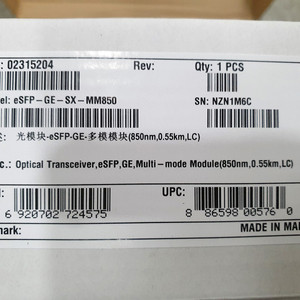 : 02315204 Rev: Qty: 1 PCS
el: eSFP-GE-SX-MM850 SN: NZN1M6C
述: 光模块-eSFP-GE-多模模块(850nm,0.55km,LC)
c.: Optical Transceiver,eSFP,GE,Multi-mode Module(850nm,0.55km,LC)
UPC:
6 920702 724575 8 86598 00576 0
mark: MADE IN MA